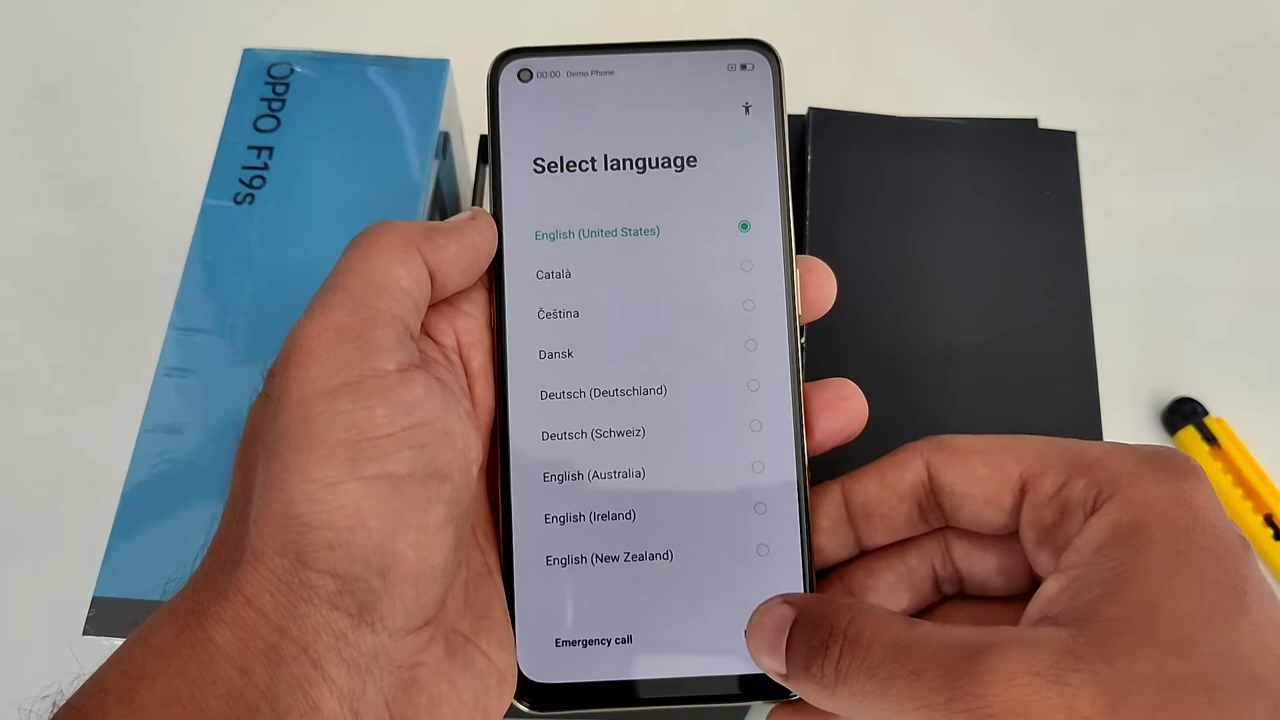 OPPO F19s
00:00 Demo Phone
Select language
English (United States)
Català
Čeština
Dansk
Deutsch (Deutschland)
Deutsch (Schweiz)
English (Australia)
English (Ireland)
English (New Zealand)
Emergency call